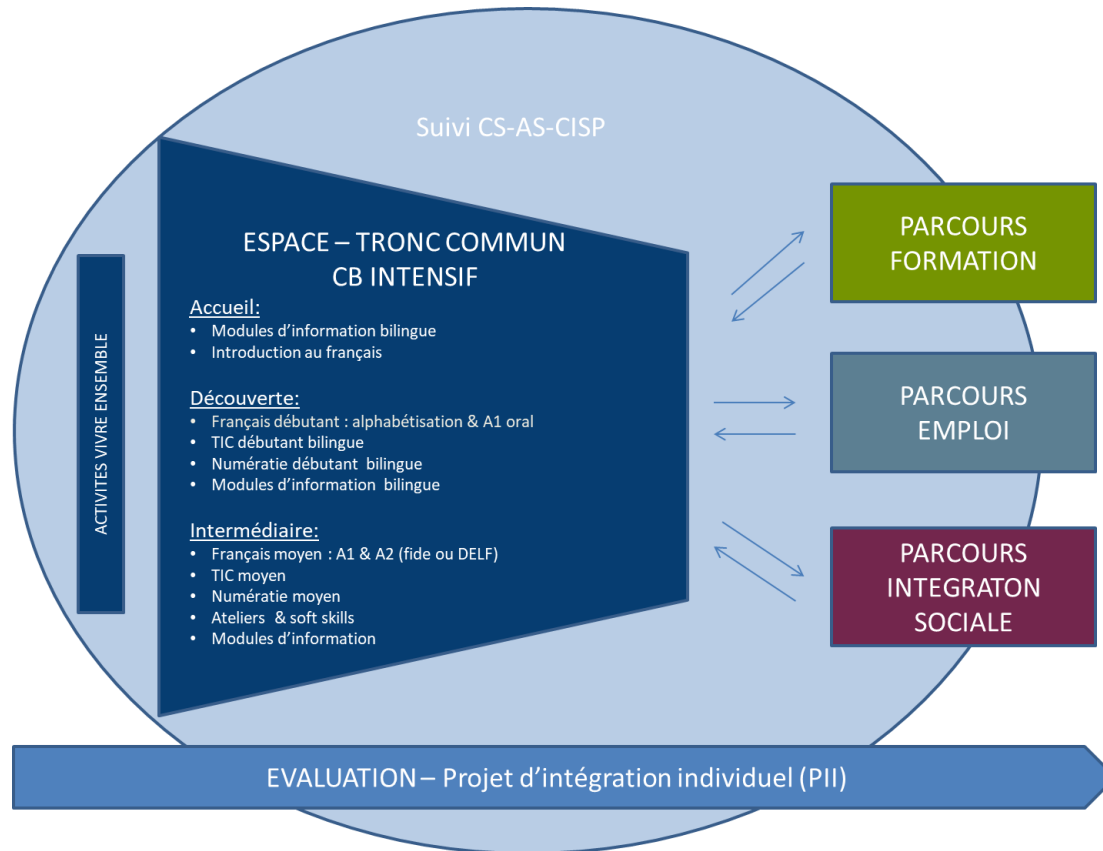 Suivi CS-AS-CISP
ACTIVITES VIVRE ENSEMBLE
ESPACE – TRONC COMMUN
CB INTENSIF
Accueil:
• Modules d'information bilingue
• Introduction au français
Découverte:
• Français débutant : alphabétisation & A1 oral
• TIC débutant bilingue
• Numératie débutant bilingue
• Modules d'information bilingue
Intermédiaire:
• Français moyen : A1 & A2 (fide ou DELF)
• TIC moyen
• Numératie moyen
• Ateliers & soft skills
• Modules d'information
PARCOURS
FORMATION
PARCOURS
EMPLOI
PARCOURS
INTEGRATON
SOCIALE
EVALUATION – Projet d'intégration individuel (PII)